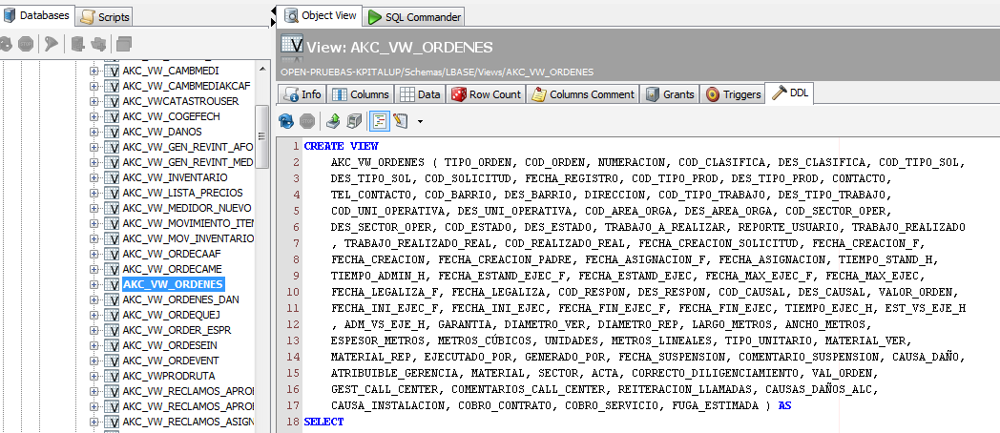 Databases
Scripts
AKC_VW_CAMBMEDI
AKC_VW_CAMBMEDIAKCAF
AKC_VWCATASTROUSER
AKC_VW_COGEFECH
AKC_VW_DANOS
AKC_VW_GEN_REVINT_AFO
AKC_VW_GEN_REVINT_MED
AKC_VW_INVENTARIO
AKC_VW_LISTA_PRECIOS
AKC_VW_MEDIDOR_NUEVO
AKC_VW_MOVIMIENTO_ITEM
AKC_VW_MOV_INVENTARIO
AKC_VW_ORDECAAF
AKC_VW_ORDECAME
AKC_VW_ORDENES
AKC_VW_ORDENES_DAN
AKC_VW_ORDEQUEJ
AKC_VW_ORDER_ESPR
AKC_VW_ORDESEIN
AKC_VW_ORDEVENT
AKC_VWPRODRUTA
AKC_VW_RECLAMOS_APROB
AKC_VW_RECLAMOS_APROB
AKC_VW_RECLAMOS_ASIGN
Object View
SQL Commander
View: AKC_VW_ORDENES
OPEN-PRUEBAS-KPITALUP/Schemas/LBASE/Views/AKC_VW_ORDENES
Info
Columns
Data
Row Count
Columns Comment
Grants
Triggers
DDL
1 CREATE VIEW
2 AKC_VW_ORDENES ( TIPO_ORDEN, COD_ORDEN, NUMERACION, COD_CLASIFICA, DES_CLASIFICA, COD_TIPO_SOL,
3 DES_TIPO_SOL, COD_SOLICITUD, FECHA_REGISTRO, COD_TIPO_PROD, DES_TIPO_PROD, CONTACTO,
4 TEL_CONTACTO, COD_BARRIO, DES_BARRIO, DIRECCION, COD_TIPO_TRABAJO, DES_TIPO_TRABAJO,
5 COD_UNI_OPERATIVA, DES_UNI_OPERATIVA, COD_AREA_ORGA, DES_AREA_ORGA, COD_SECTOR_OPER,
6 DES_SECTOR_OPER, COD_ESTADO, DES_ESTADO, TRABAJO_A_REALIZAR, REPORTE_USUARIO, TRABAJO_REALIZADO
7 , TRABAJO_REALIZADO_REAL, COD_REALIZADO_REAL, FECHA_CREACION_SOLICITUD, FECHA_CREACION_F,
8 FECHA_CREACION, FECHA_CREACION_PADRE, FECHA_ASIGNACION_F, FECHA_ASIGNACION, TIEMPO_STAND_H,
9 TIEMPO_ADMIN_H, FECHA_ESTAND_EJEC_F, FECHA_ESTAND_EJEC, FECHA_MAX_EJEC_F, FECHA_MAX_EJEC,
10 FECHA_LEGALIZA_F, FECHA_LEGALIZA, COD_RESPON, DES_RESPON, COD_CAUSAL, DES_CAUSAL, VALOR_ORDEN,
11 FECHA_INI_EJEC_F, FECHA_INI_EJEC, FECHA_FIN_EJEC_F, FECHA_FIN_EJEC, TIEMPO_EJEC_H, EST_VS_EJE_H
12 , ADM_VS_EJE_H, GARANTIA, DIAMETRO_VER, DIAMETRO_REP, LARGO_METROS, ANCHO_METROS,
13 ESPESOR_METROS, METROS_CÚBICOS, UNIDADES, METROS_LINEALES, TIPO_UNITARIO, MATERIAL_VER,
14 MATERIAL_REP, EJECUTADO_POR, GENERADO_POR, FECHA_SUSPENSION, COMENTARIO_SUSPENSION, CAUSA_DAÑO,
15 ATRIBUIBLE_GERENCIA, MATERIAL, SECTOR, ACTA, CORRECTO_DILIGENCIAMIENTO, VAL_ORDEN,
16 GEST_CALL_CENTER, COMENTARIOS_CALL_CENTER, REITERACION_LLAMADAS, CAUSAS_DAÑOS_ALC,
17 CAUSA_INSTALACION, COBRO_CONTRATO, COBRO_SERVICIO, FUGA_ESTIMADA ) AS
18 SELECT